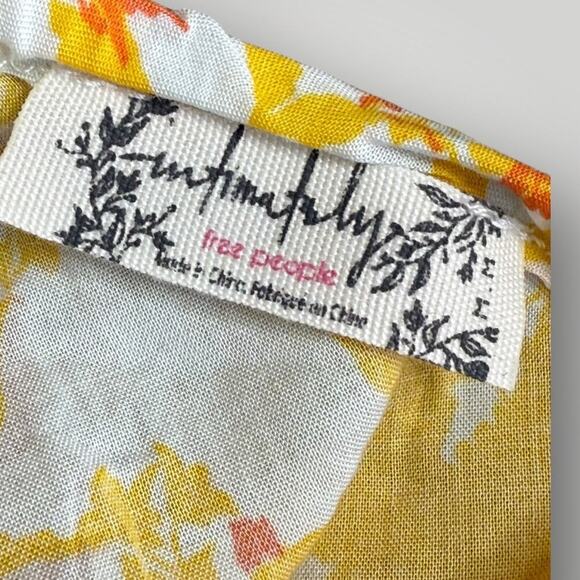 intimately
free people
Made in China. Fabriqué en Chine
M. M.